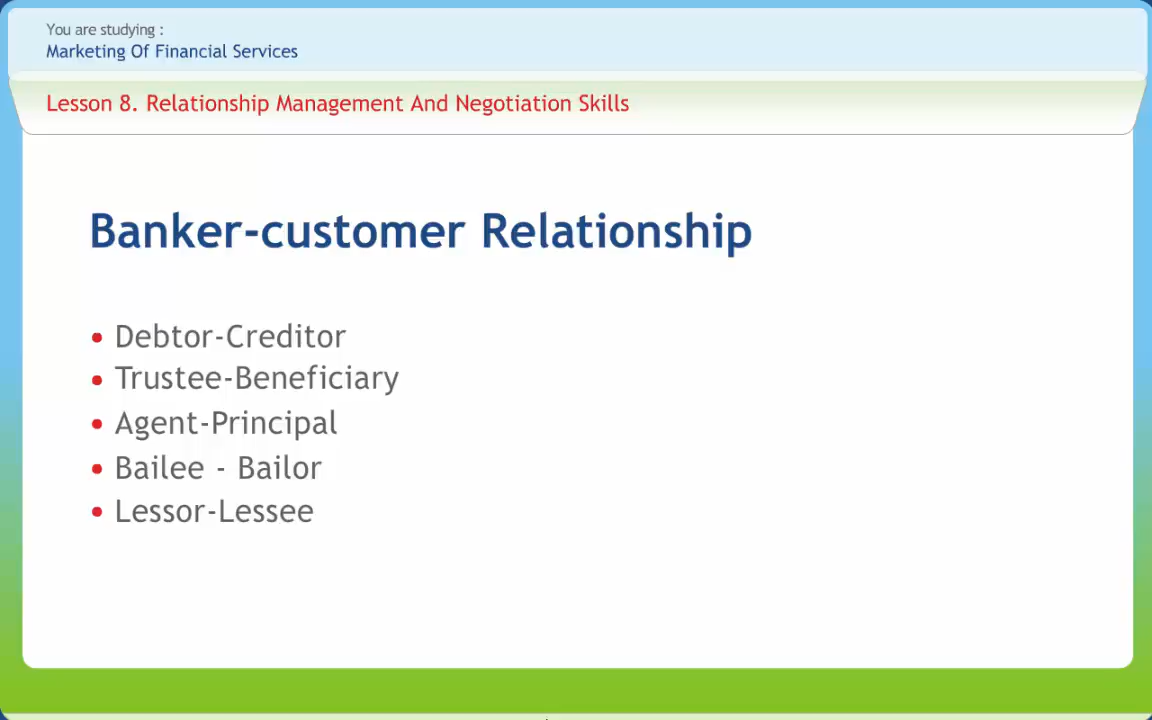 You are studying :
Marketing Of Financial Services
Lesson 8. Relationship Management And Negotiation Skills
Banker-customer Relationship
• Debtor-Creditor
• Trustee-Beneficiary
• Agent-Principal
• Bailee - Bailor
• Lessor-Lessee